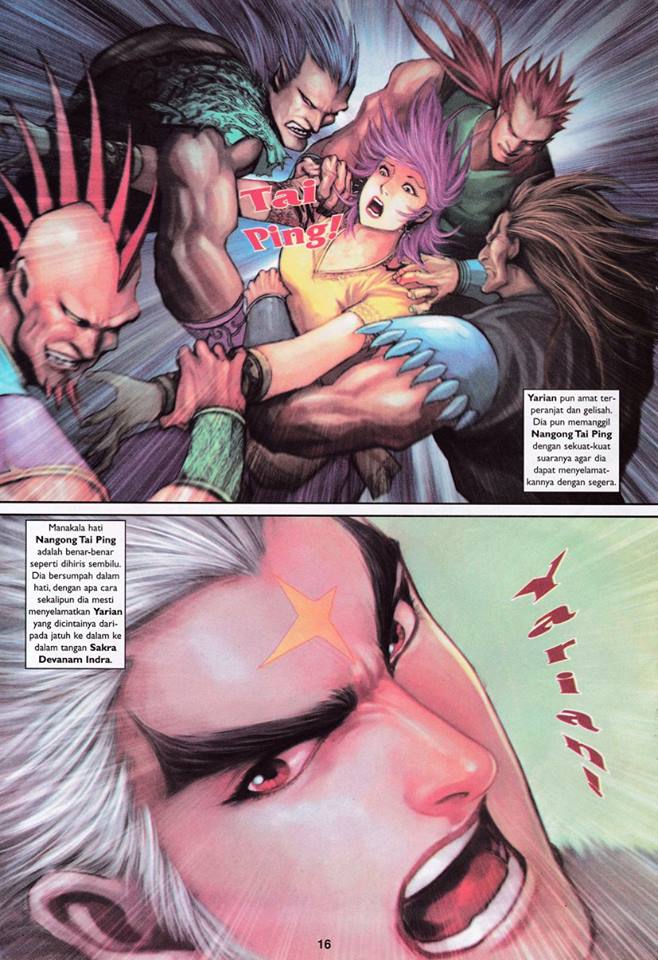 Tai
Ping!
Yarian pun amat ter-
peranjat dan gelisah.
Dia pun memanggil
Nangong Tai Ping
dengan sekuat-kuat
suaranya agar dia
dapat menyelamat-
kannya dengan segera.
Manakala hati
Nangong Tai Ping
adalah benar-benar
seperti dihiris sembilu.
Dia bersumpah dalam
hati, dengan apa cara
sekalipun dia mesti
menyelamatkan Yarian
yang dicintainya dari-
pada jatuh ke dalam ke
dalam tangan Sakra
Devanam Indra.
Yarian!
16